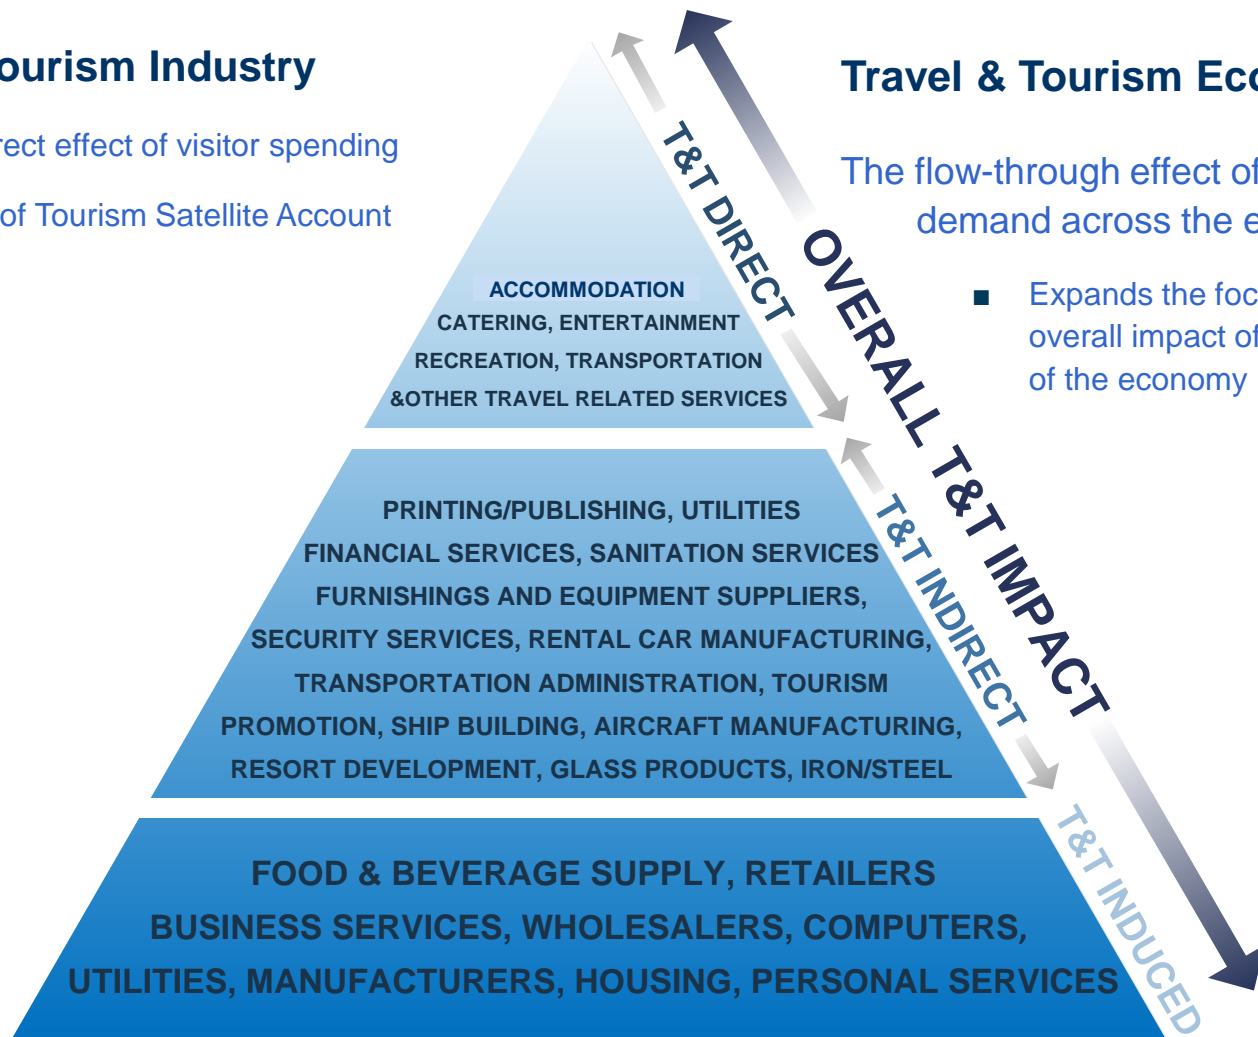 ourism Industry
rect effect of visitor spending
of Tourism Satellite Account
Travel & Tourism Eco
The flow-through effect of
demand across the e
■ Expands the foc
overall impact of
of the economy
ACCOMMODATION
CATERING, ENTERTAINMENT
RECREATION, TRANSPORTATION
&OTHER TRAVEL RELATED SERVICES
PRINTING/PUBLISHING, UTILITIES
FINANCIAL SERVICES, SANITATION SERVICES
FURNISHINGS AND EQUIPMENT SUPPLIERS,
SECURITY SERVICES, RENTAL CAR MANUFACTURING,
TRANSPORTATION ADMINISTRATION, TOURISM
PROMOTION, SHIP BUILDING, AIRCRAFT MANUFACTURING,
RESORT DEVELOPMENT, GLASS PRODUCTS, IRON/STEEL
FOOD & BEVERAGE SUPPLY, RETAILERS
BUSINESS SERVICES, WHOLESALERS, COMPUTERS,
UTILITIES, MANUFACTURERS, HOUSING, PERSONAL SERVICES
T&T DIRECT
T&T INDIRECT
T&T INDUCED
OVERALL T&T IMPACT